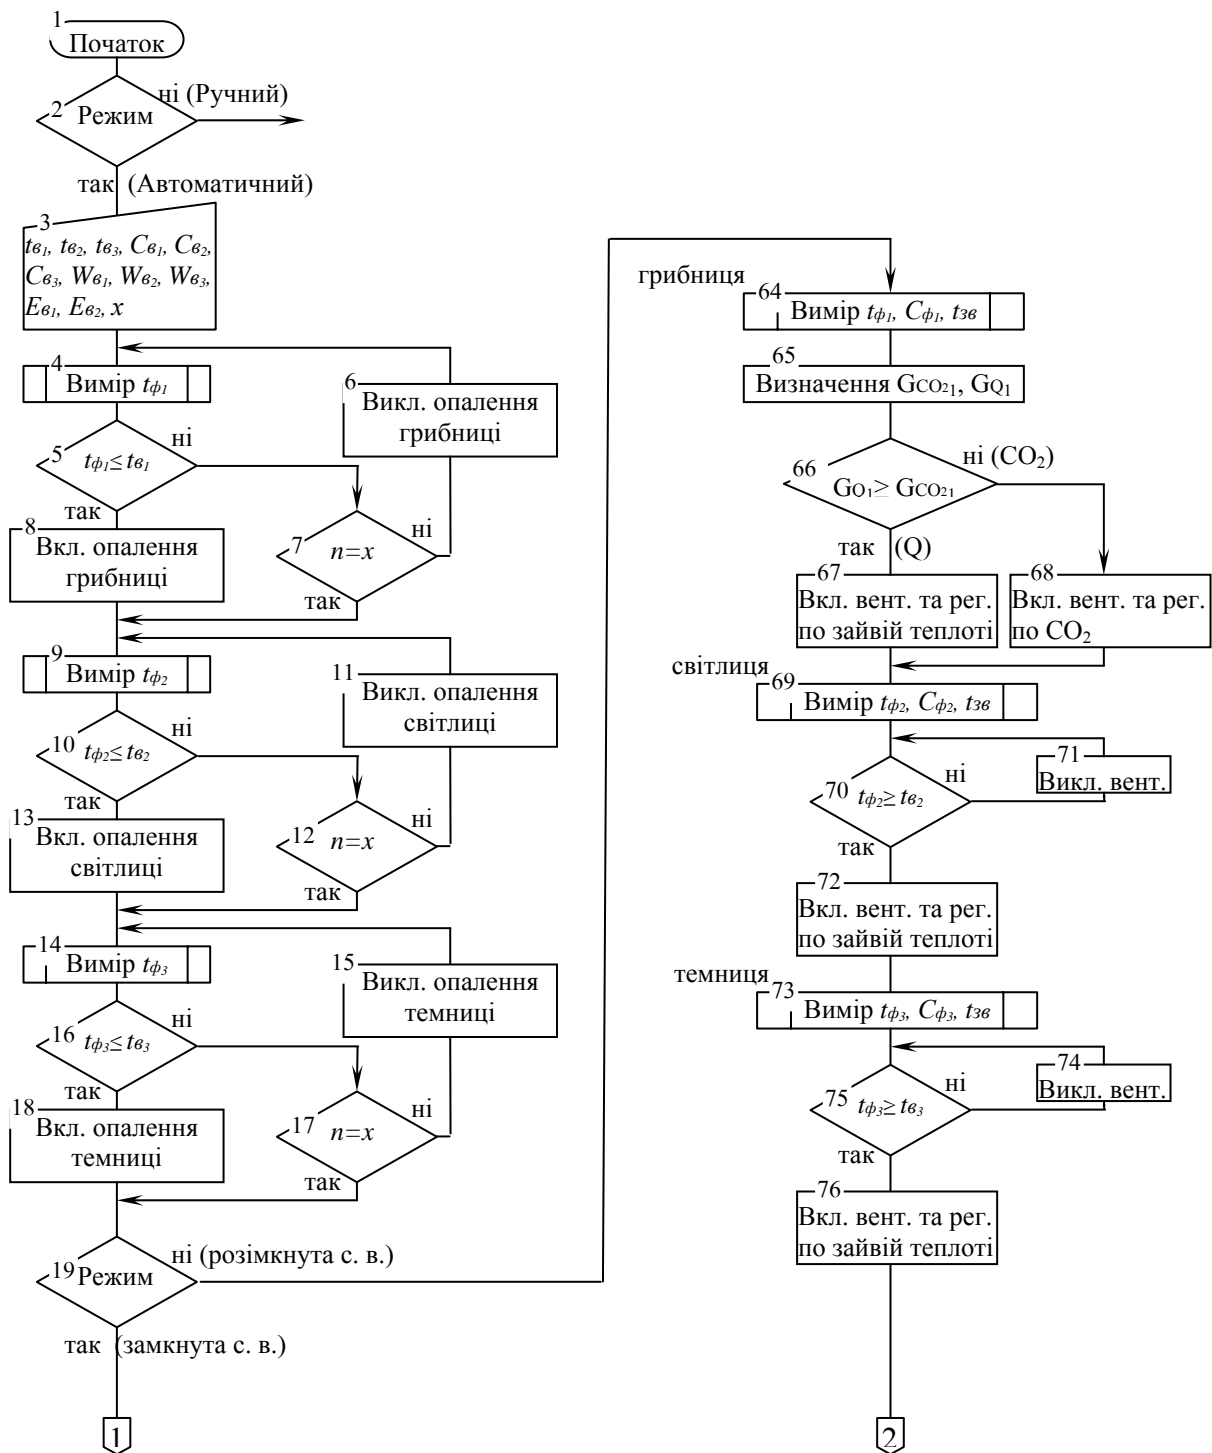 1
Початок
ні (Ручний)
2
Режим
так (Автоматичний)
3
tв1, tв2, tв3, Cв1, Cв2,
Cв3, Wв1, Wв2, Wв3,
Eв1, Eв2, x
4
Вимір tф1
6
Викл. опалення
грибниці
ні
5
tф1≤ tв1
так
8
Вкл. опалення
грибниці
ні
7
n=x
так
9
Вимір tф2
11
Викл. опалення
світлиці
ні
10
tф2≤ tв2
так
13
Вкл. опалення
світлиці
ні
12
n=x
так
14
Вимір tф3
15
Викл. опалення
темниці
ні
16
tф3≤ tв3
так
18
Вкл. опалення
темниці
ні
17
n=x
так
ні (розімкнута с. в.)
19
Режим
так (замкнута с. в.)
1
грибниця
64
Вимір tф1, Cф1, tзв
65
Визначення GCO21, GQ1
ні (CO2)
66
GQ1≥ GCO21
так (Q)
67
Вкл. вент. та рег.
по зайвій теплоті
68
Вкл. вент. та рег.
по CO2
світлиця
69
Вимір tф2, Cф2, tзв
71
Викл. вент.
ні
70
tф2≥ tв2
так
72
Вкл. вент. та рег.
по зайвій теплоті
темниця
73
Вимір tф3, Cф3, tзв
74
Викл. вент.
ні
75
tф3≥ tв3
так
76
Вкл. вент. та рег.
по зайвій теплоті
2